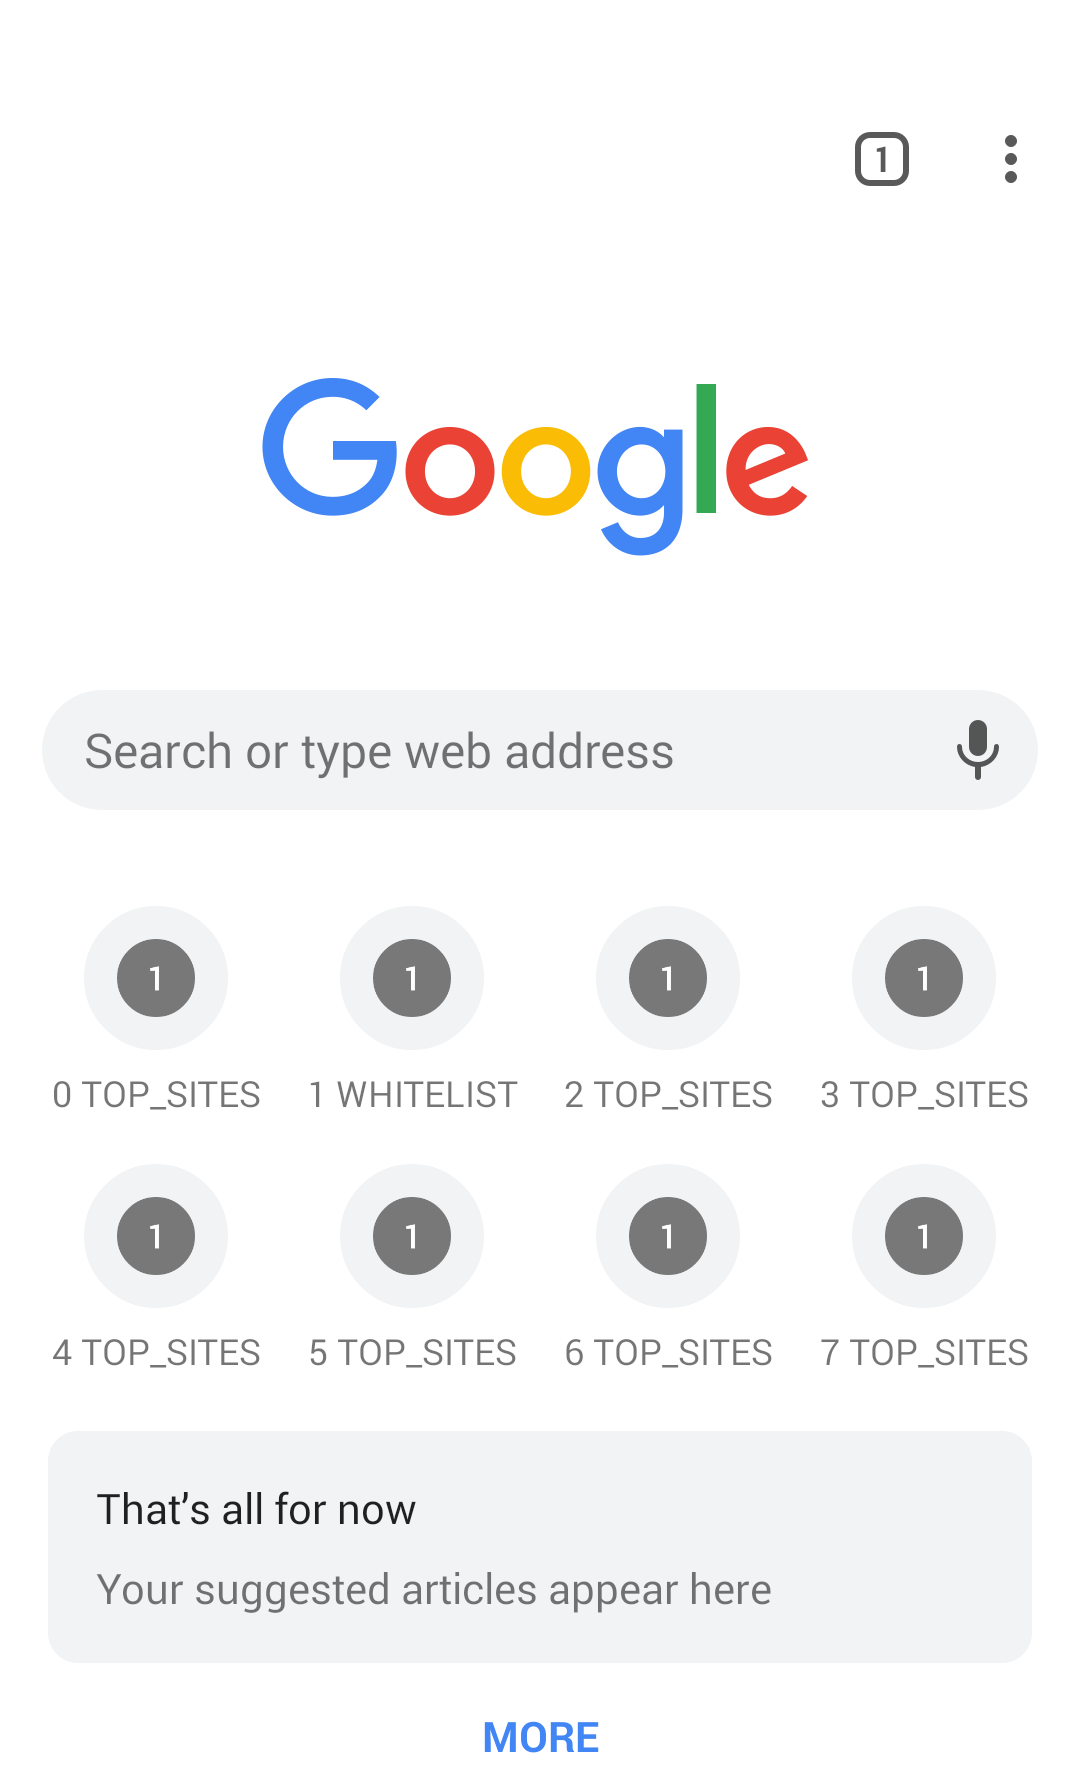 1
Google
Search or type web address
1 1 1 1
0 TOP_SITES 1 WHITELIST 2 TOP_SITES 3 TOP_SITES
1 1 1 1
4 TOP_SITES 5 TOP_SITES 6 TOP_SITES 7 TOP_SITES
That’s all for now
Your suggested articles appear here
MORE